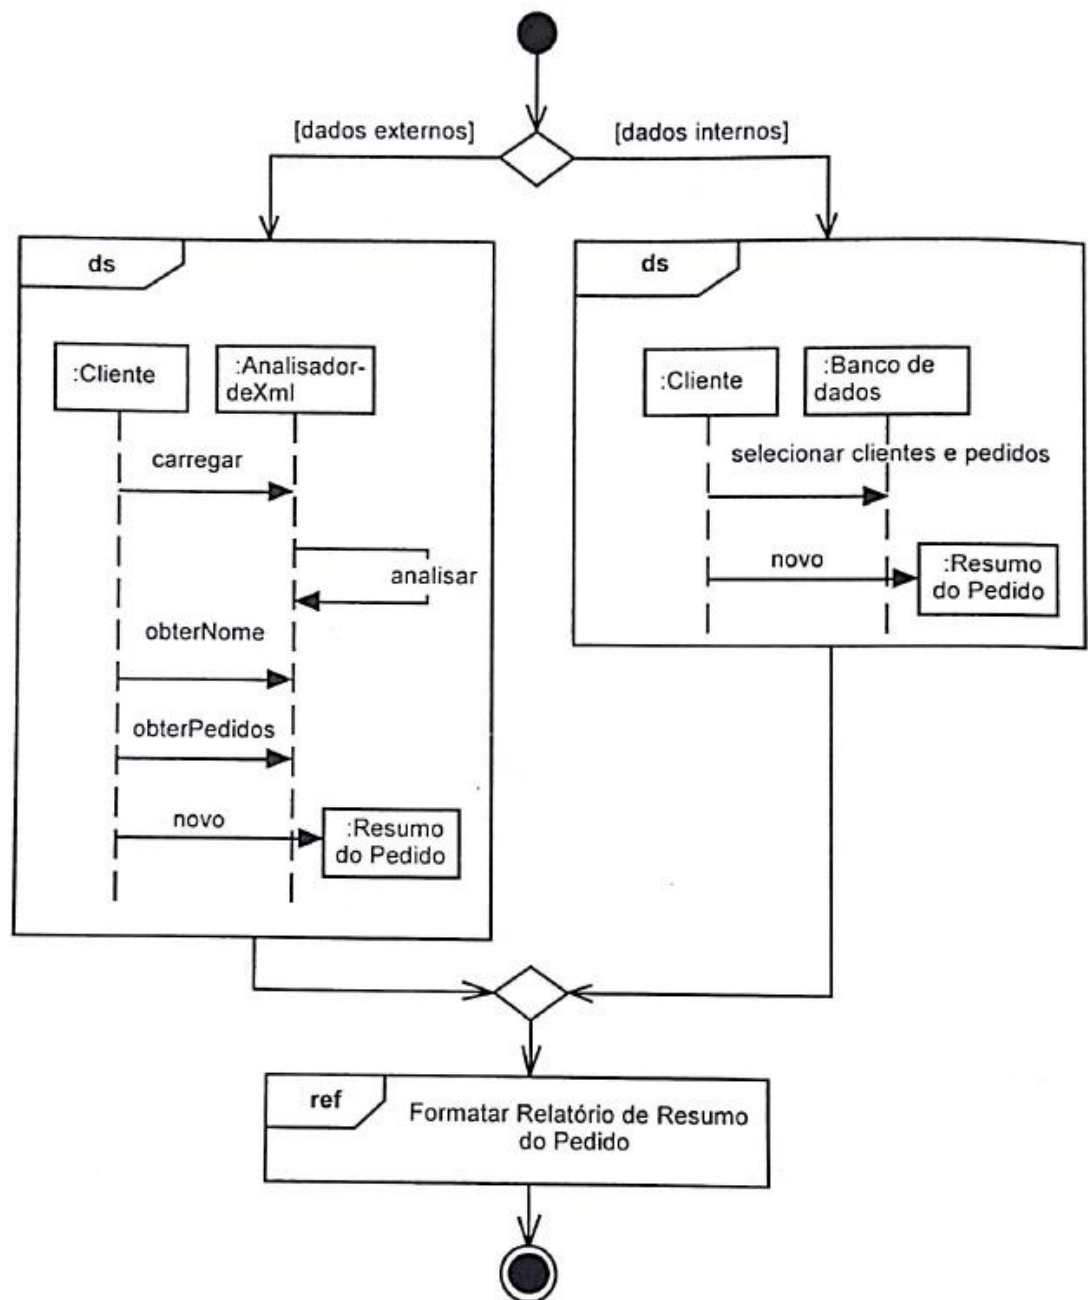 [dados externos]
[dados internos]
ds
:Cliente
:Analisador-
deXml
carregar
analisar
obterNome
obterPedidos
novo
:Resumo
do Pedido
ds
:Cliente
:Banco de
dados
selecionar clientes e pedidos
novo
:Resumo
do Pedido
ref
Formatar Relatório de Resumo
do Pedido